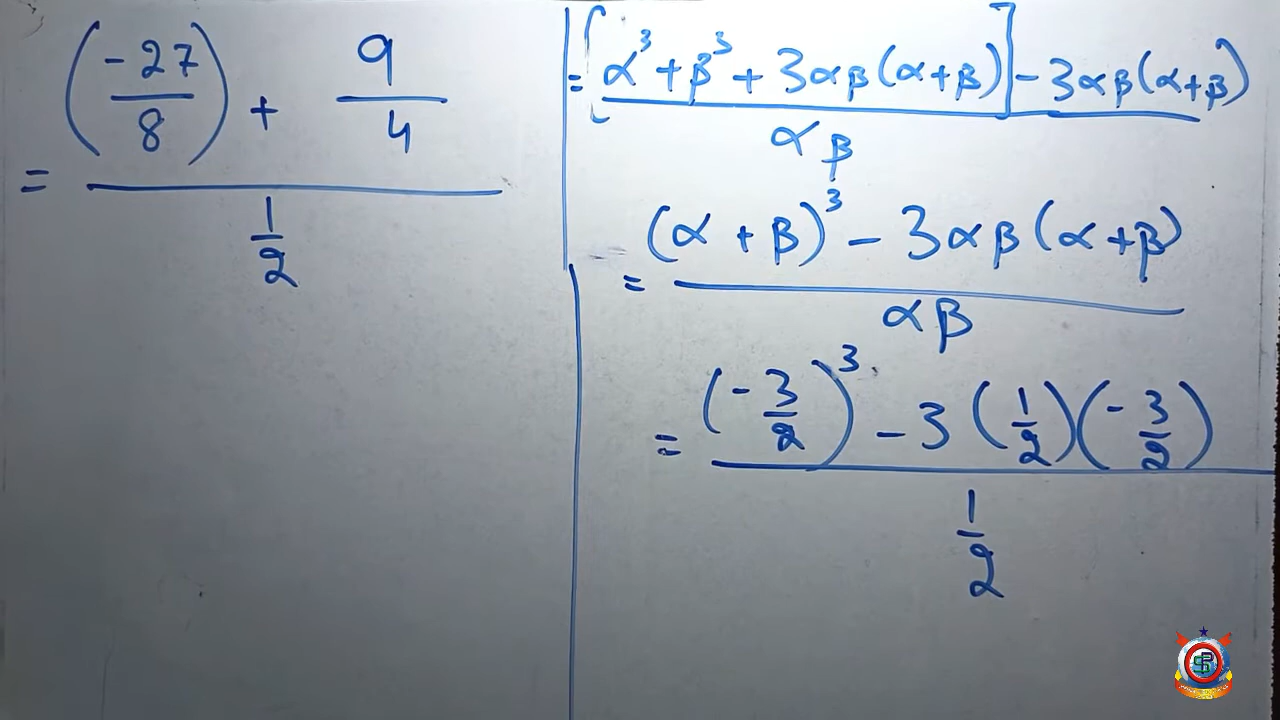 = ((-27/8) + 9/4) / (1/2)
= ([α³ + β³ + 3αβ(α+β)] - 3αβ(α+β)) / αβ
= ((α + β)³ - 3αβ(α+β)) / αβ
= ((-3/2)³ - 3(1/2)(-3/2)) / (1/2)